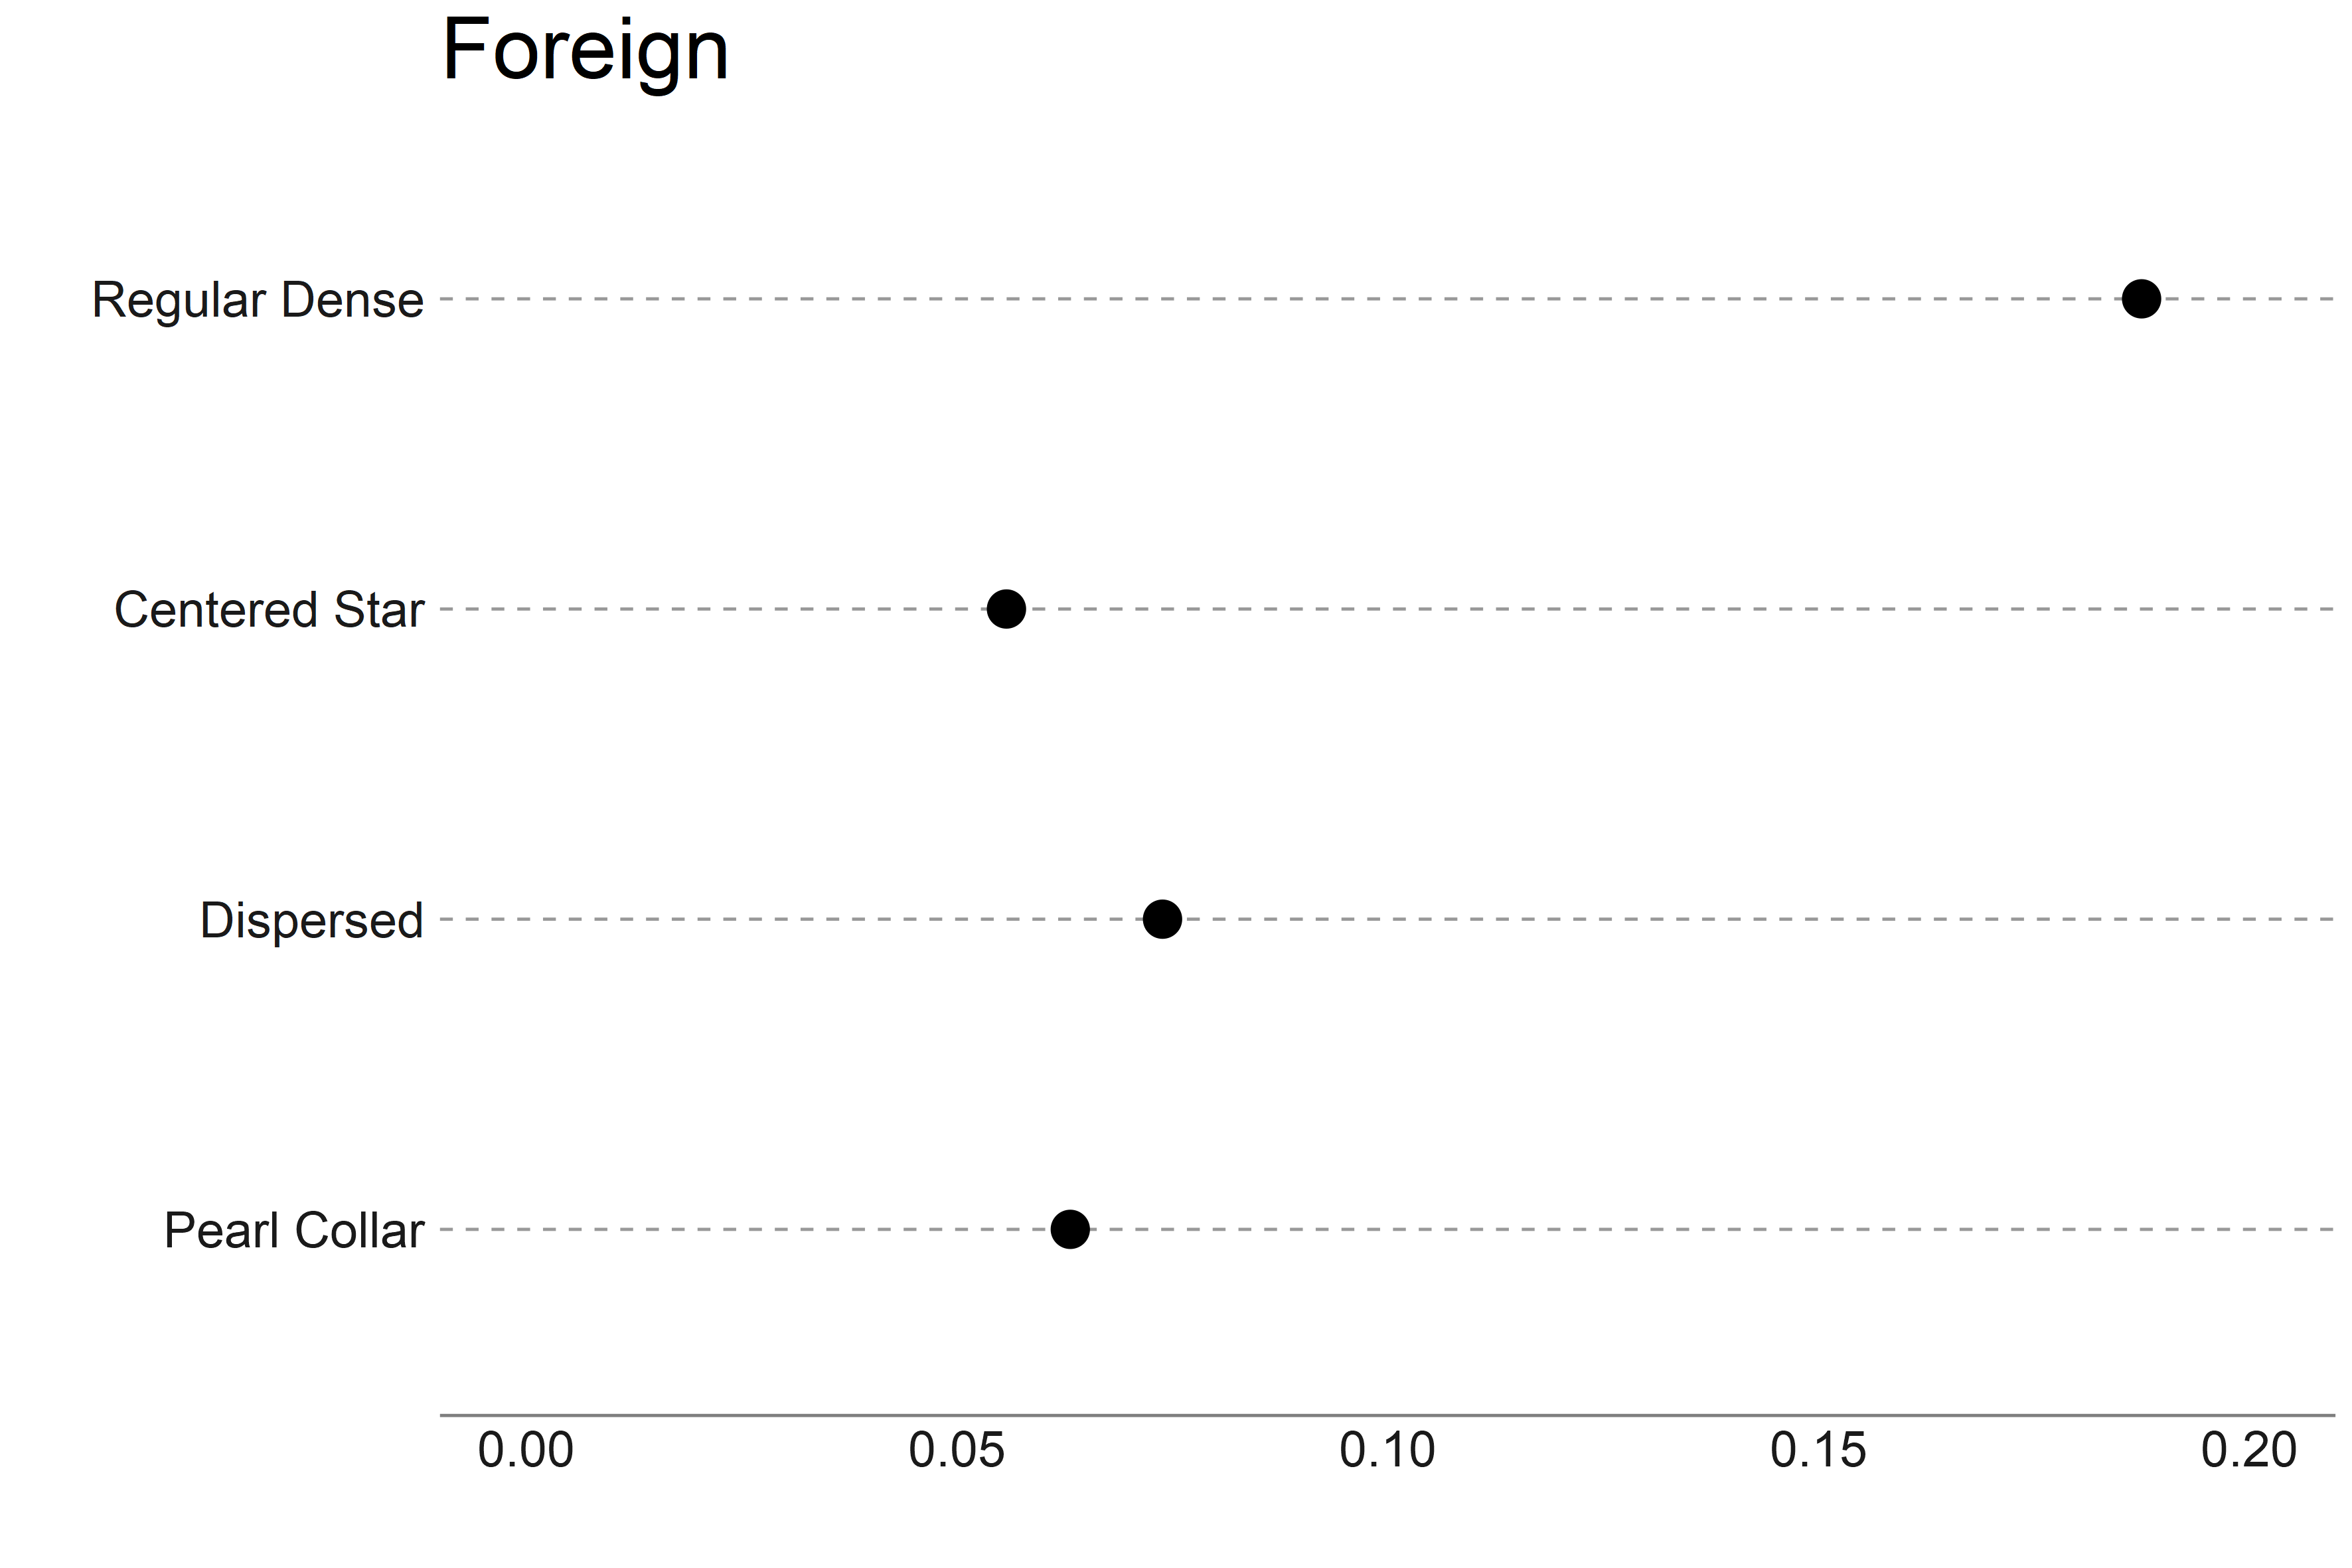 Foreign
Regular Dense
Centered Star
Dispersed
Pearl Collar
0.00 0.05 0.10 0.15 0.20